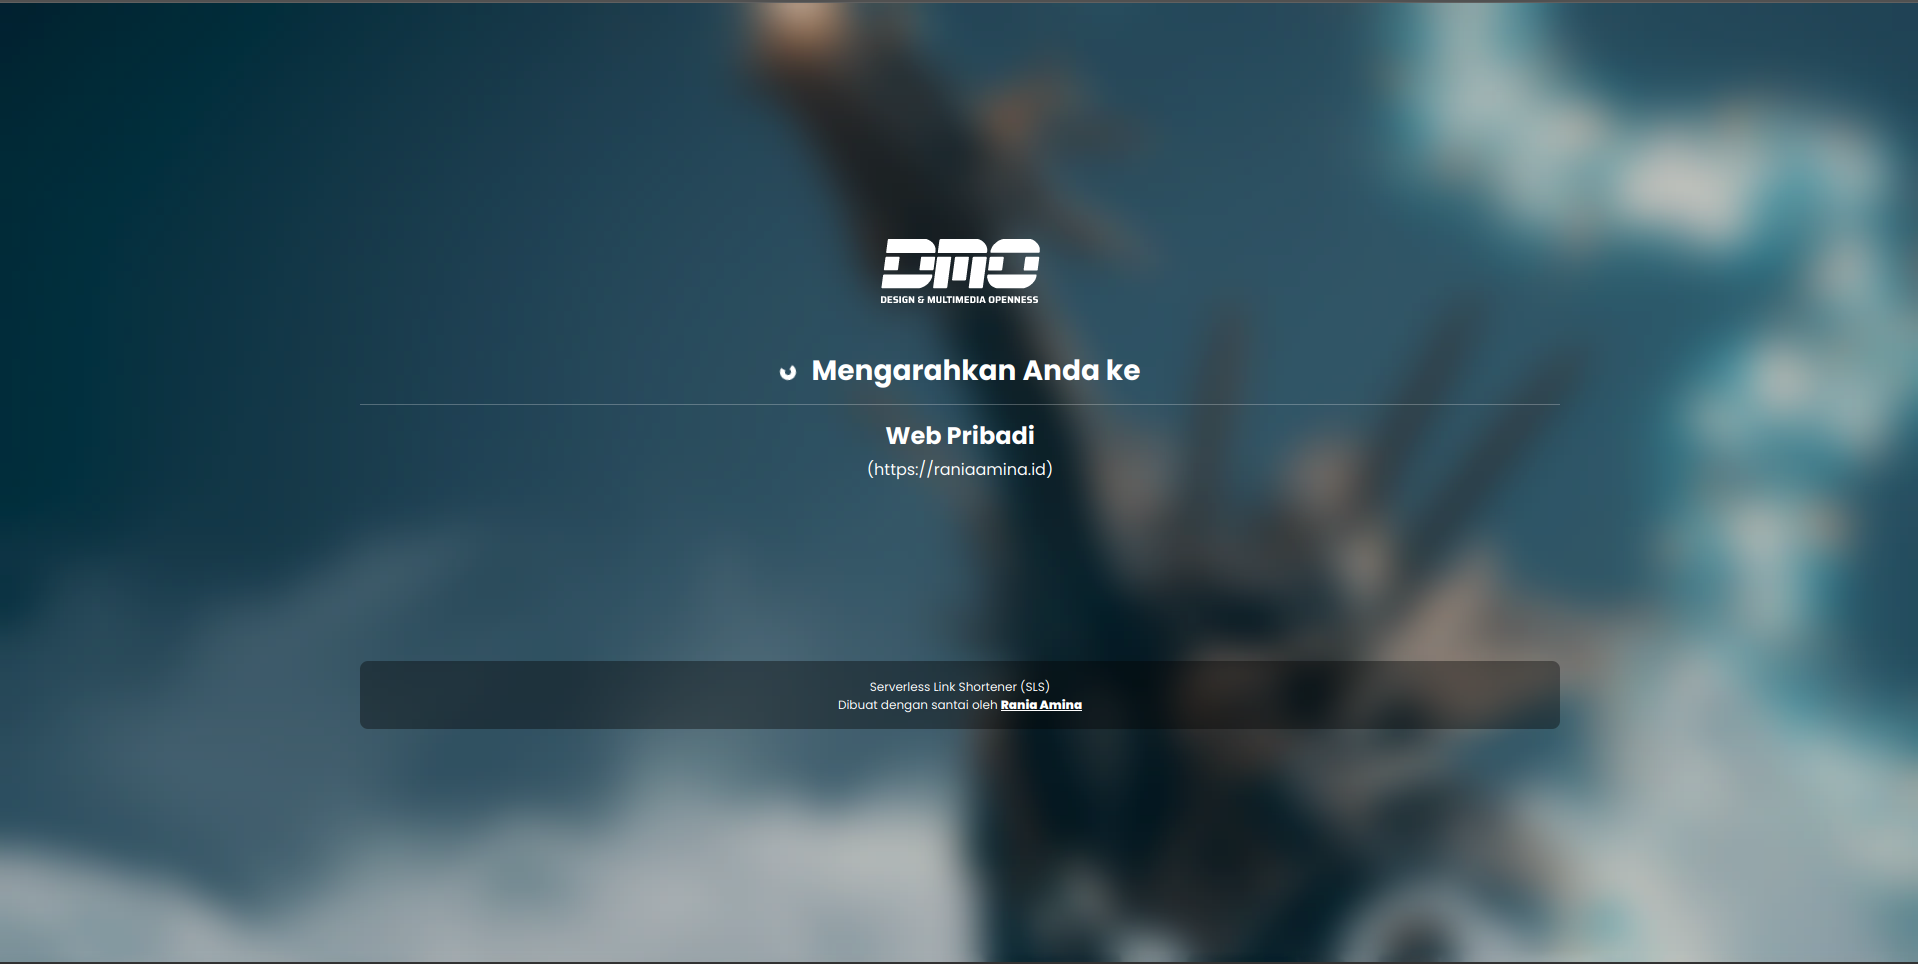 DMO
DESIGN & MULTIMEDIA OPENNESS
Mengarahkan Anda ke
Web Pribadi
(https://raniaamina.id)
Serverless Link Shortener (SLS)
Dibuat dengan santai oleh Rania Amina